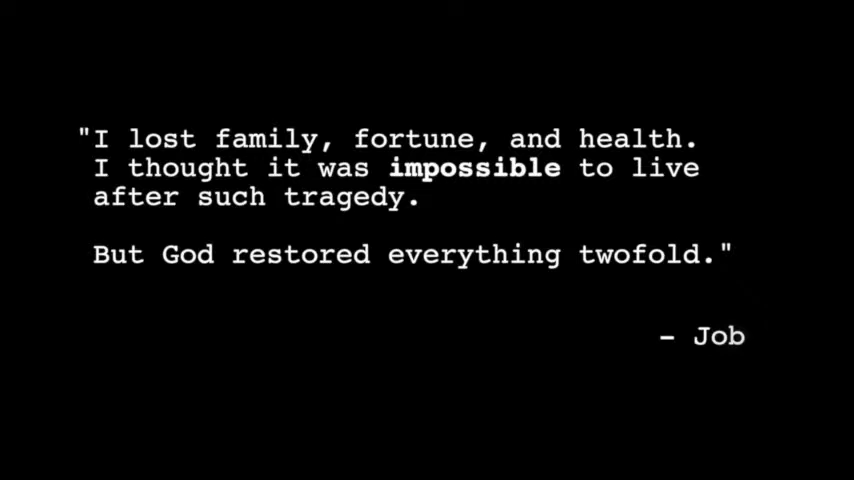 "I lost family, fortune, and health.
I thought it was impossible to live
after such tragedy.
But God restored everything twofold."
- Job